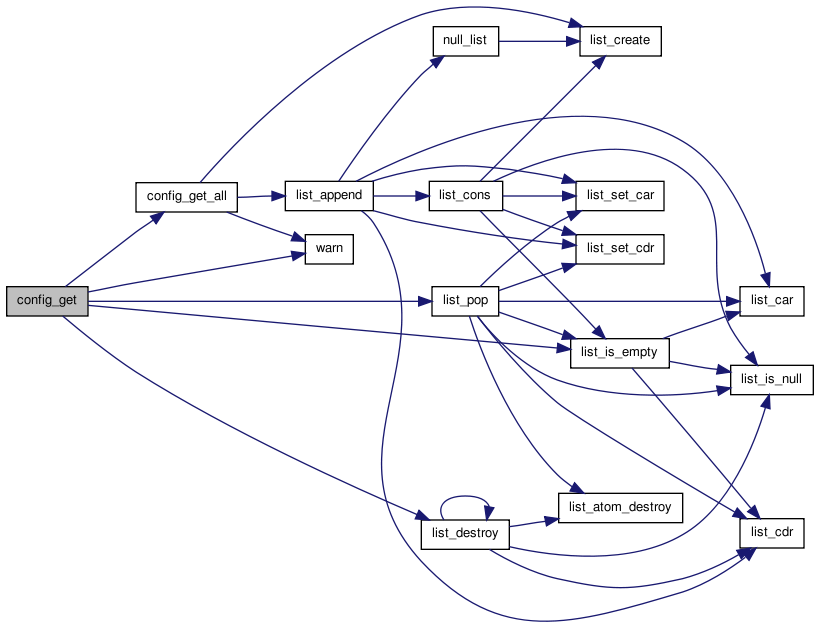 null_list
list_create
config_get_all
list_append
list_cons
list_set_car
warn
list_set_cdr
config_get
list_pop
list_car
list_is_empty
list_is_null
list_atom_destroy
list_destroy
list_cdr